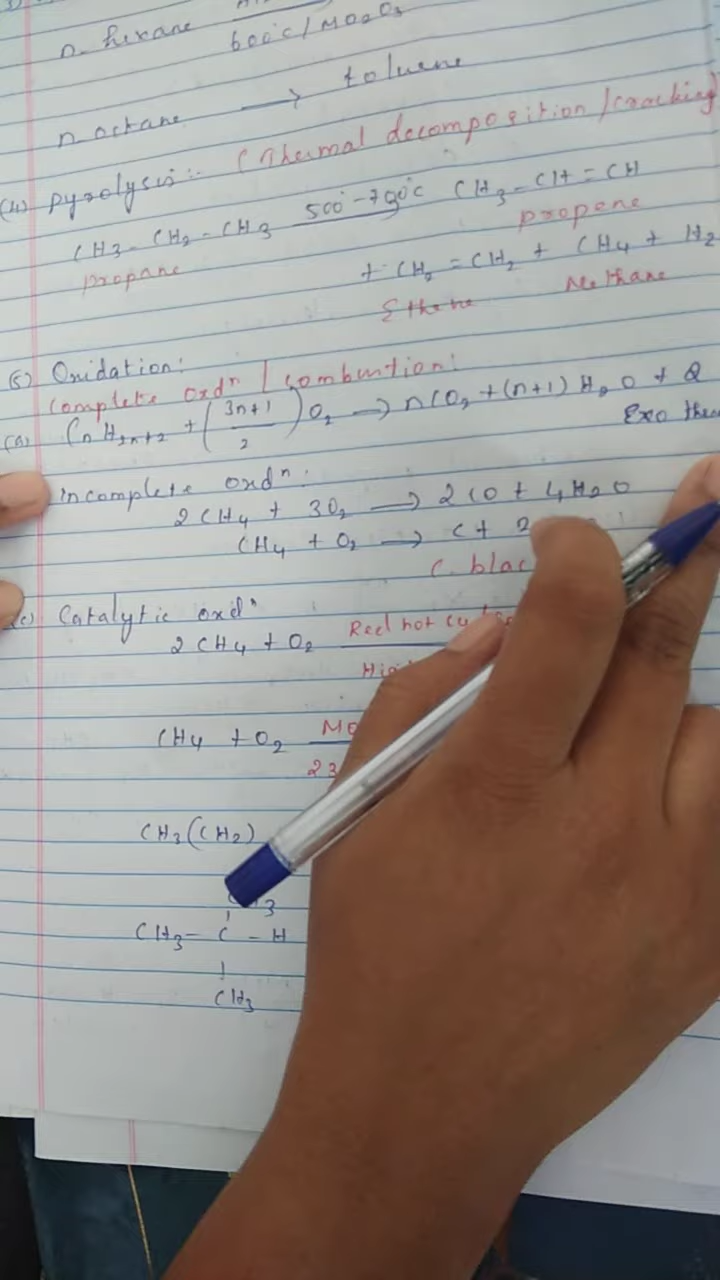 n. hexane 600°C / MO2O3
n octane → toluene
(4) pyrolysis:- (Thermal decomposition / cracking)
CH3 - CH2 - CH3 500° - 700°C CH3 - CH = CH
propane propene
+ CH2 = CH2 + CH4 + H2
Ethene Methane
(5) Oxidation:
complete oxdⁿ / combustion:
(a) CnH2n+2 + (3n+1 / 2) O2 → nCO2 + (n+1) H2O + Q
Exo
Incomplete oxdⁿ:
2CH4 + 3O2 → 2CO + 4H2O
CH4 + O2 → C + 2
C. blac
(c) Catalytic oxdⁿ
2CH4 + O2 Red hot Cu
CH4 + O2
CH3(CH2)
CH3
CH3 - C - H
CH3